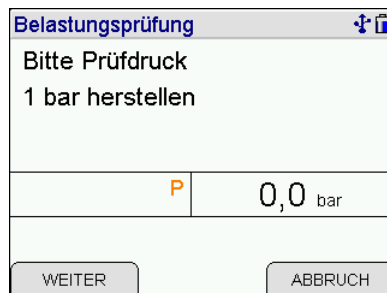 Belastungsprüfung
Bitte Prüfdruck
1 bar herstellen
P 0,0 bar
WEITER ABBRUCH